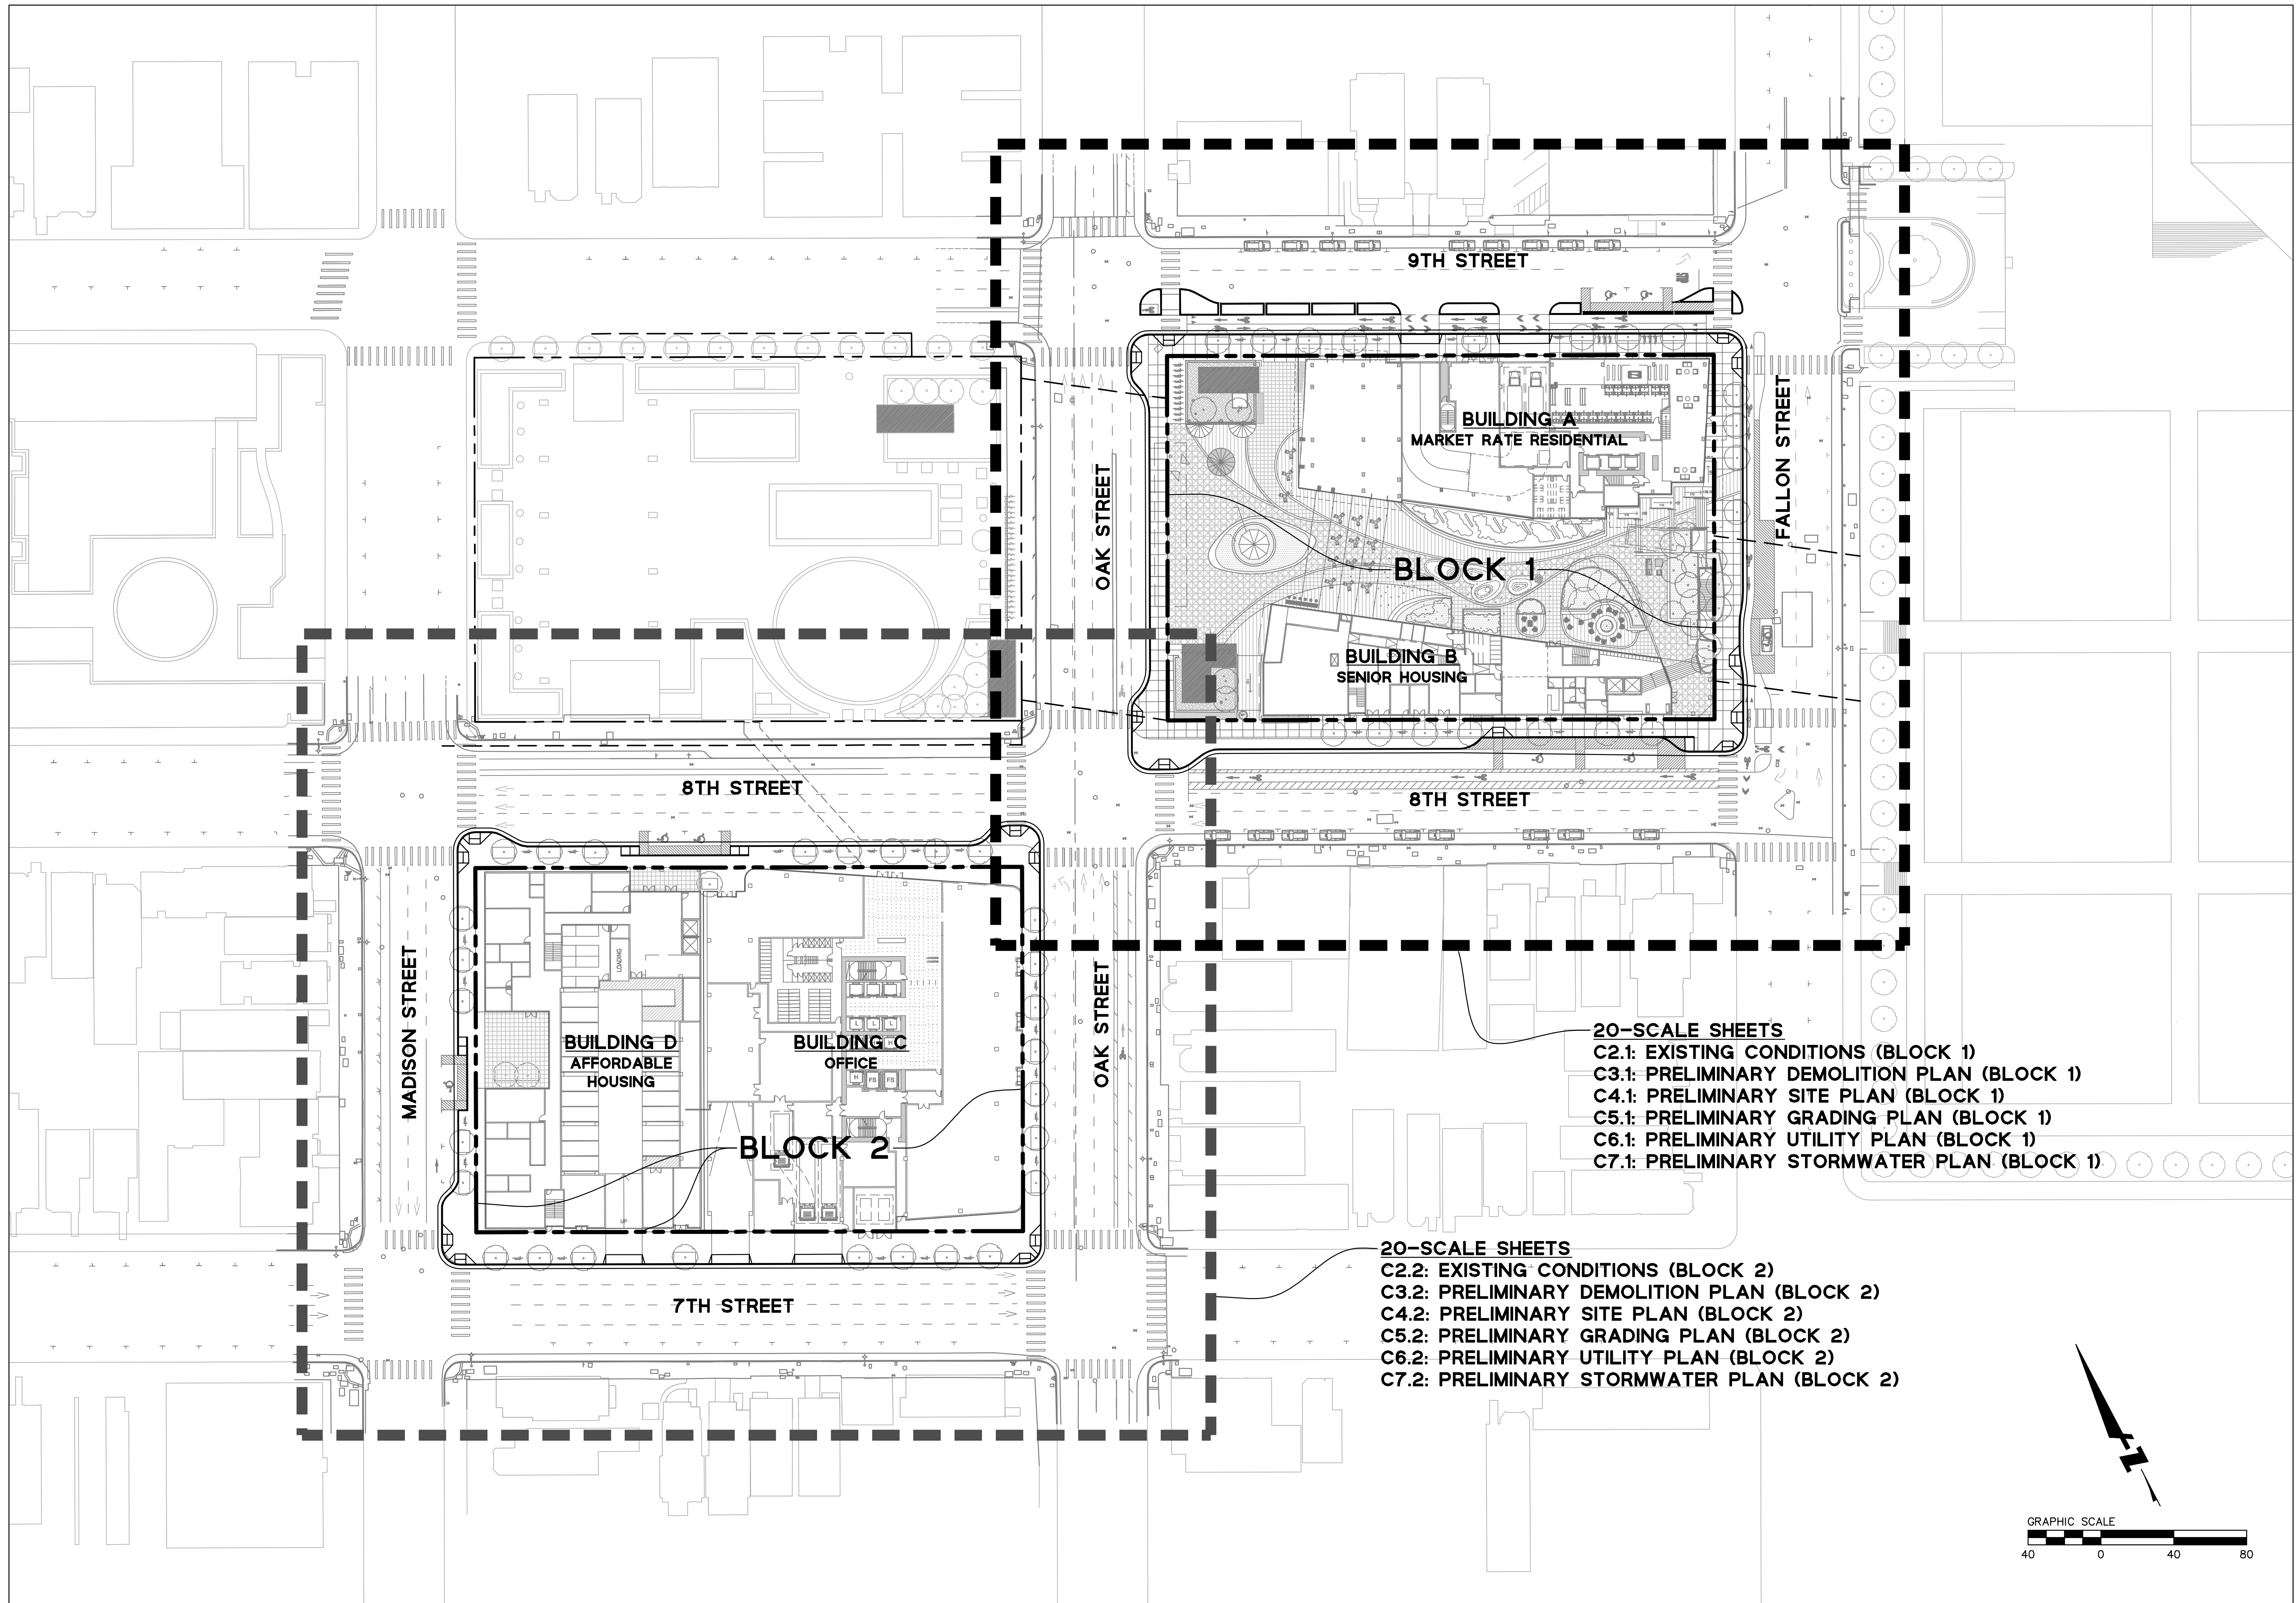 9TH STREET
BUILDING A
MARKET RATE RESIDENTIAL
FALLON STREET
OAK STREET
BLOCK 1
BUILDING B
SENIOR HOUSING
8TH STREET
8TH STREET
MADISON STREET
LOADING
BUILDING D
AFFORDABLE
HOUSING
BUILDING C
OFFICE
L L L
H
H FS FS
OAK STREET
BLOCK 2
UP
7TH STREET
20-SCALE SHEETS
C2.1: EXISTING CONDITIONS (BLOCK 1)
C3.1: PRELIMINARY DEMOLITION PLAN (BLOCK 1)
C4.1: PRELIMINARY SITE PLAN (BLOCK 1)
C5.1: PRELIMINARY GRADING PLAN (BLOCK 1)
C6.1: PRELIMINARY UTILITY PLAN (BLOCK 1)
C7.1: PRELIMINARY STORMWATER PLAN (BLOCK 1)
20-SCALE SHEETS
C2.2: EXISTING CONDITIONS (BLOCK 2)
C3.2: PRELIMINARY DEMOLITION PLAN (BLOCK 2)
C4.2: PRELIMINARY SITE PLAN (BLOCK 2)
C5.2: PRELIMINARY GRADING PLAN (BLOCK 2)
C6.2: PRELIMINARY UTILITY PLAN (BLOCK 2)
C7.2: PRELIMINARY STORMWATER PLAN (BLOCK 2)
Z
GRAPHIC SCALE
40 0 40 80